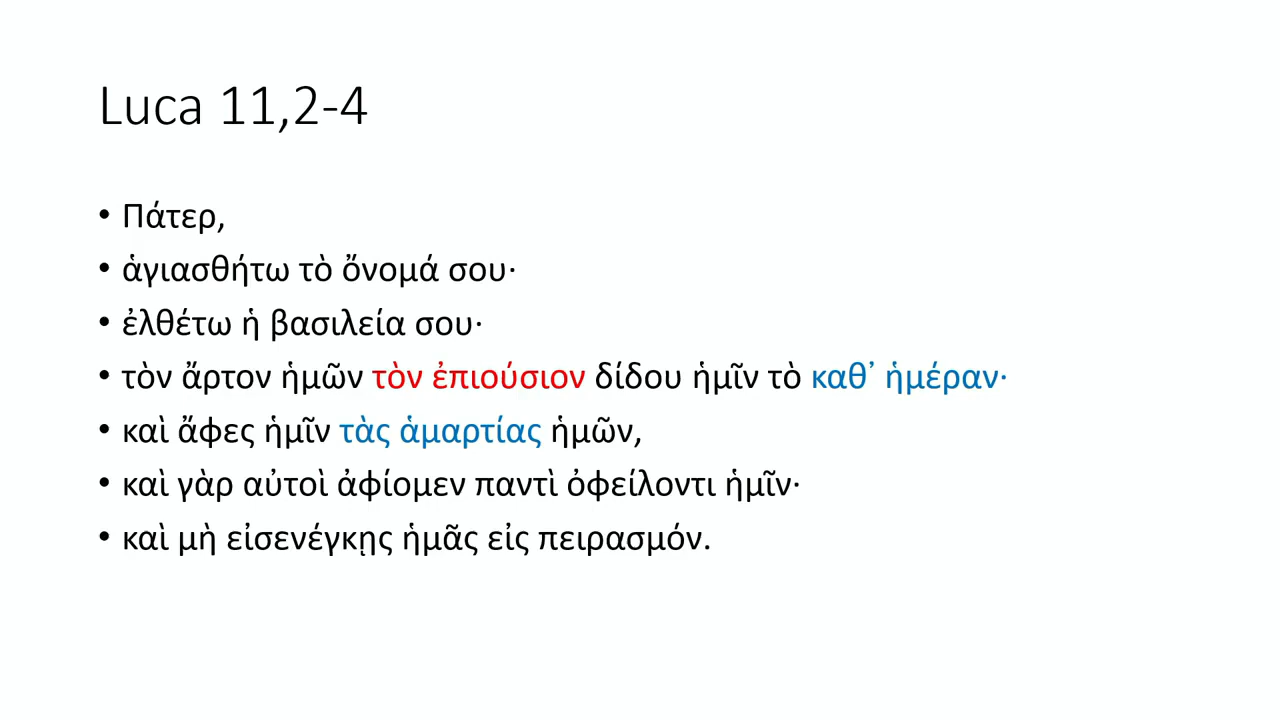 Luca 11,2-4
• Πάτερ,
• ἁγιασθήτω τὸ ὄνομά σου·
• ἐλθέτω ἡ βασιλεία σου·
• τὸν ἄρτον ἡμῶν τὸν ἐπιούσιον δίδου ἡμῖν τὸ καθ᾽ ἡμέραν·
• καὶ ἄφες ἡμῖν τὰς ἁμαρτίας ἡμῶν,
• καὶ γὰρ αὐτοὶ ἀφίομεν παντὶ ὀφείλοντι ἡμῖν·
• καὶ μὴ εἰσενέγκῃς ἡμᾶς εἰς πειρασμόν.